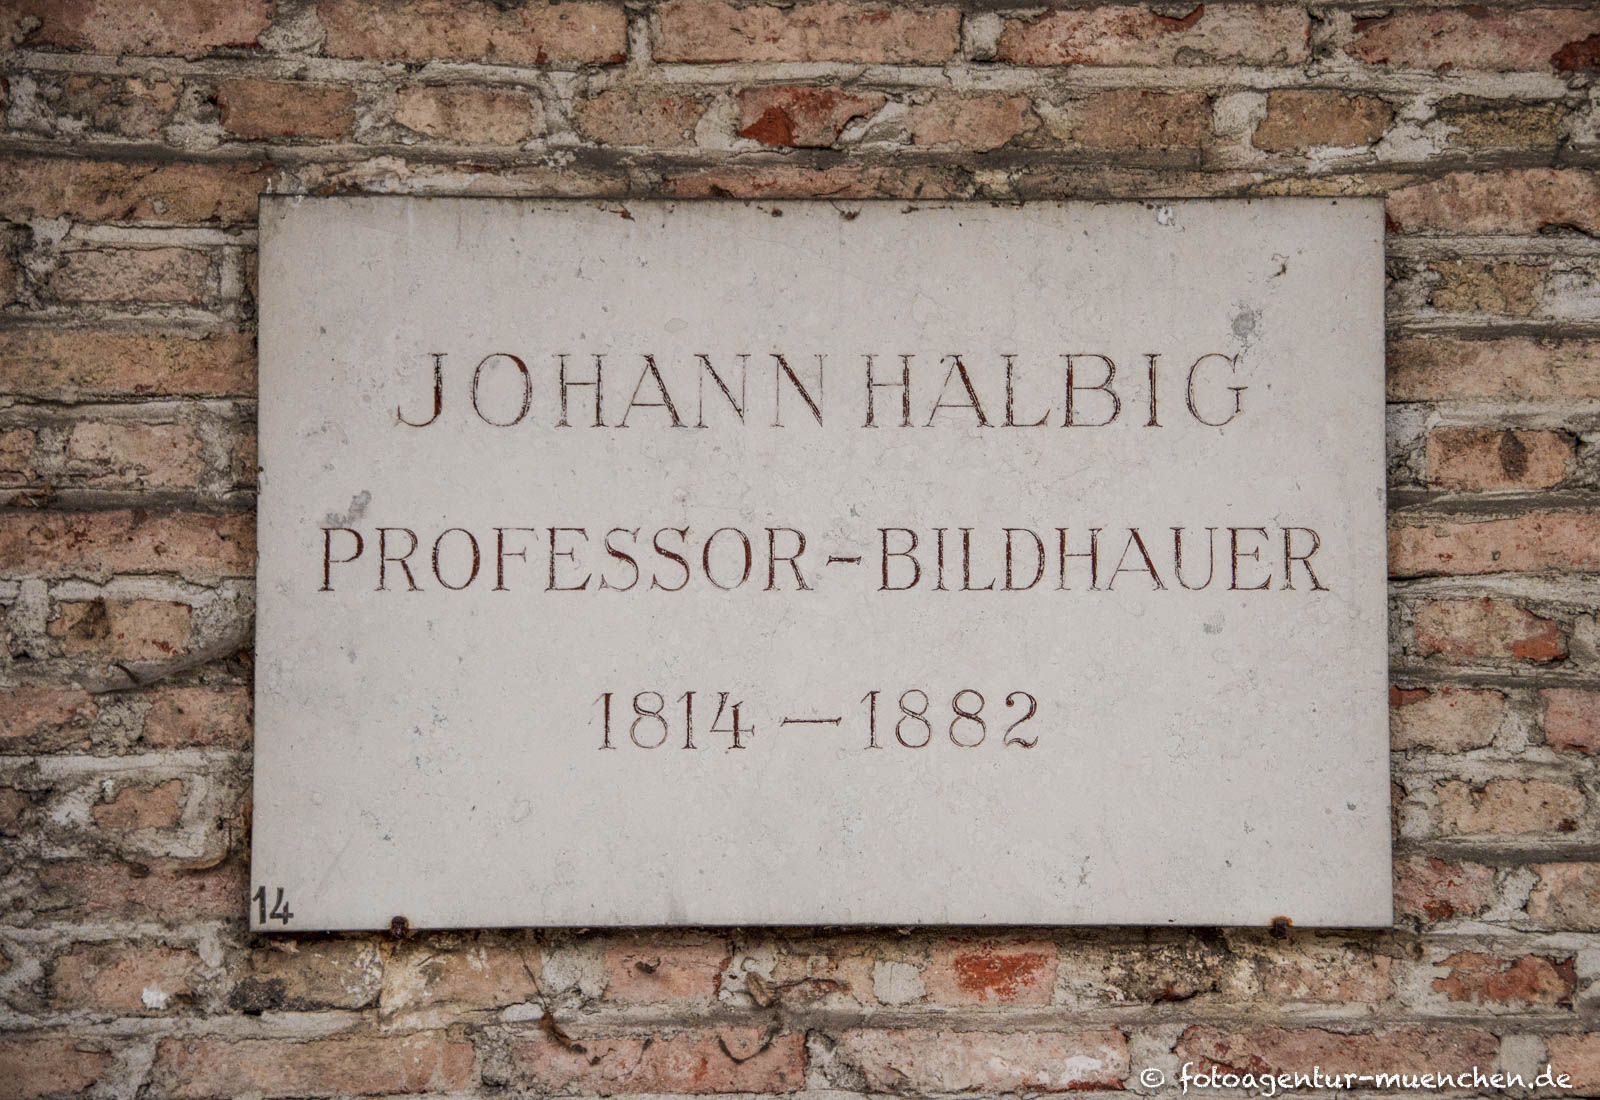 JOHANN HALBIG
PROFESSOR-BILDHAUER
1814 — 1882
14
© fotoagentur-muenchen.de